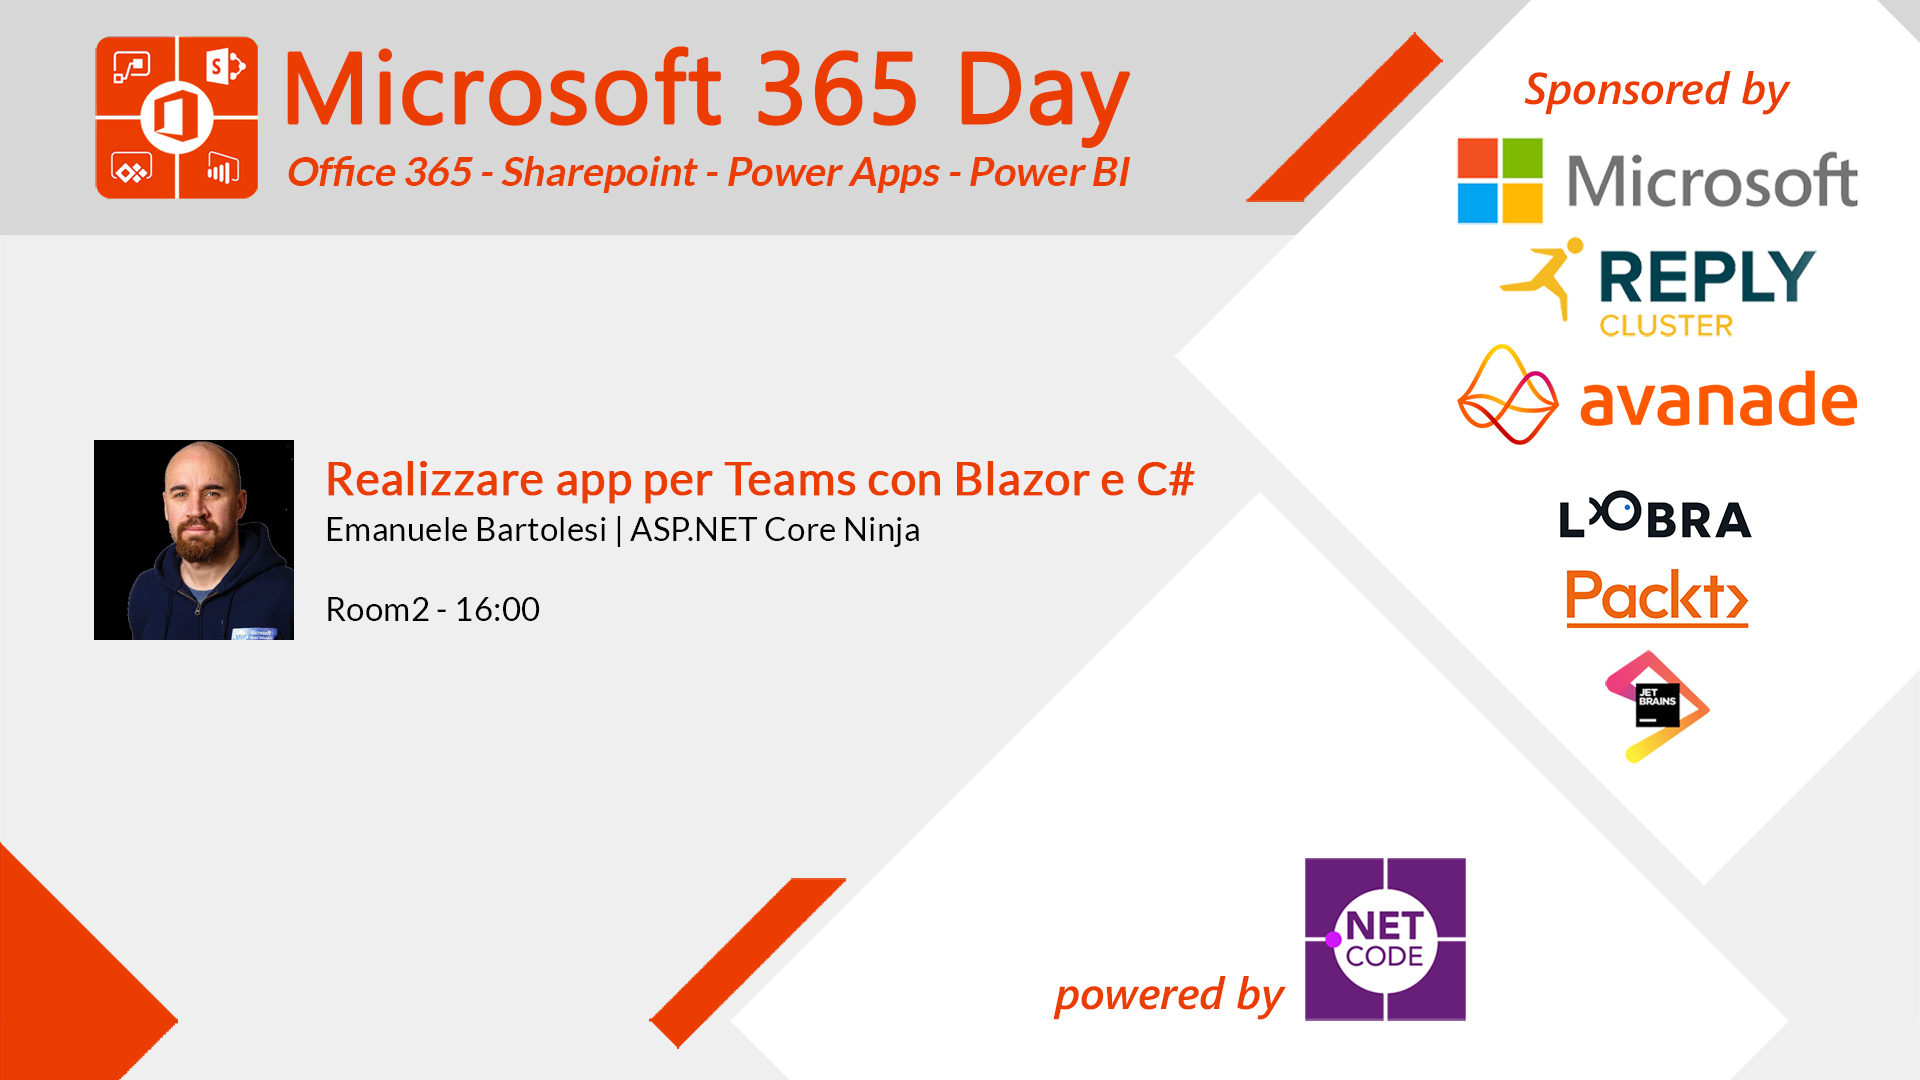 Microsoft 365 Day
Office 365 - Sharepoint - Power Apps - Power BI
Sponsored by
Microsoft
REPLY
CLUSTER
avanade
LOBRA
Packt
JET
BRAINS
Realizzare app per Teams con Blazor e C#
Emanuele Bartolesi | ASP.NET Core Ninja
Room2 - 16:00
powered by
NET
CODE